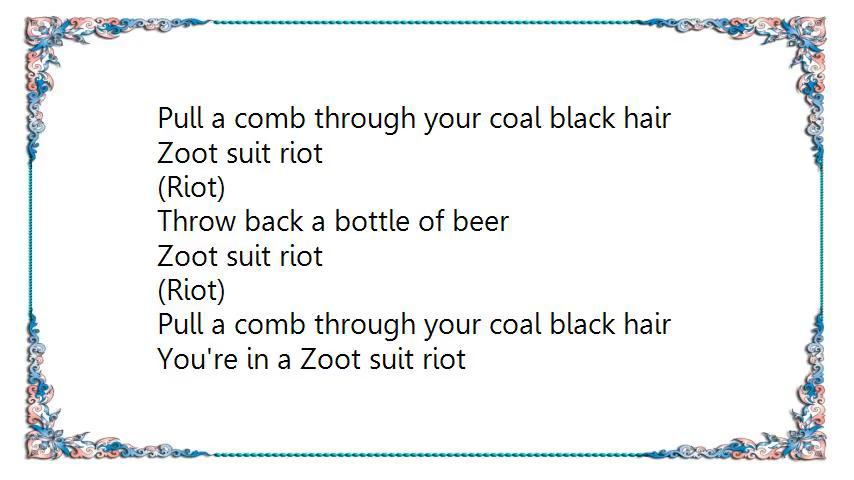 Pull a comb through your coal black hair
Zoot suit riot
(Riot)
Throw back a bottle of beer
Zoot suit riot
(Riot)
Pull a comb through your coal black hair
You're in a Zoot suit riot